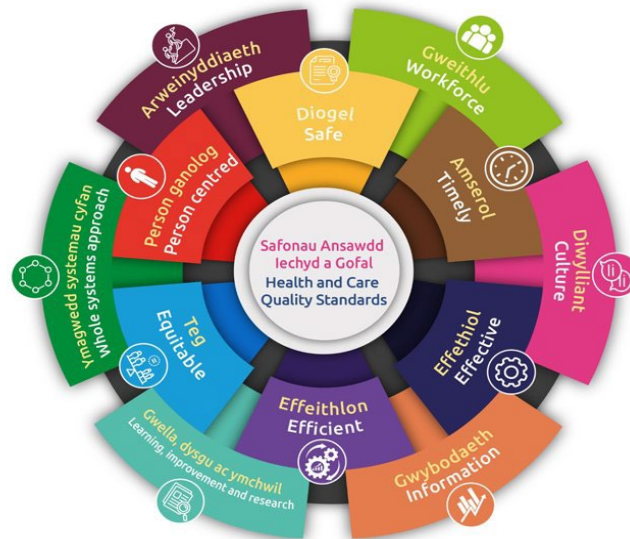 Safonau Ansawdd
Iechyd a Gofal
Health and Care
Quality Standards
Diogel
Safe
Amserol
Timely
Effethiol
Effective
Effeithlon
Efficient
Teg
Equitable
Person ganolog
Person centred
Arweinyddiaeth
Leadership
Gweithlu
Workforce
Diwylliant
Culture
Gwybodaeth
Information
Gwella, dysgu ac ymchwil
Learning, improvement and research
Ymagwedd systemau cyfan
Whole systems approach